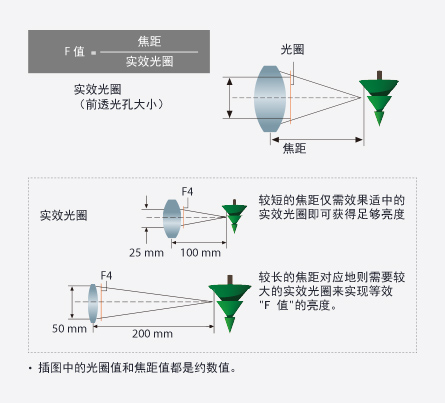 F 值 = 焦距
实效光圈
光圈
实效光圈
（前透光孔大小）
焦距
F4
较短的焦距仅需效果适中的
实效光圈
实效光圈即可获得足够亮度
25 mm
100 mm
F4
较长的焦距对应地则需要较
大的实效光圈来实现等效
"F 值"的亮度。
50 mm
200 mm
• 插图中的光圈值和焦距值都是约数值。